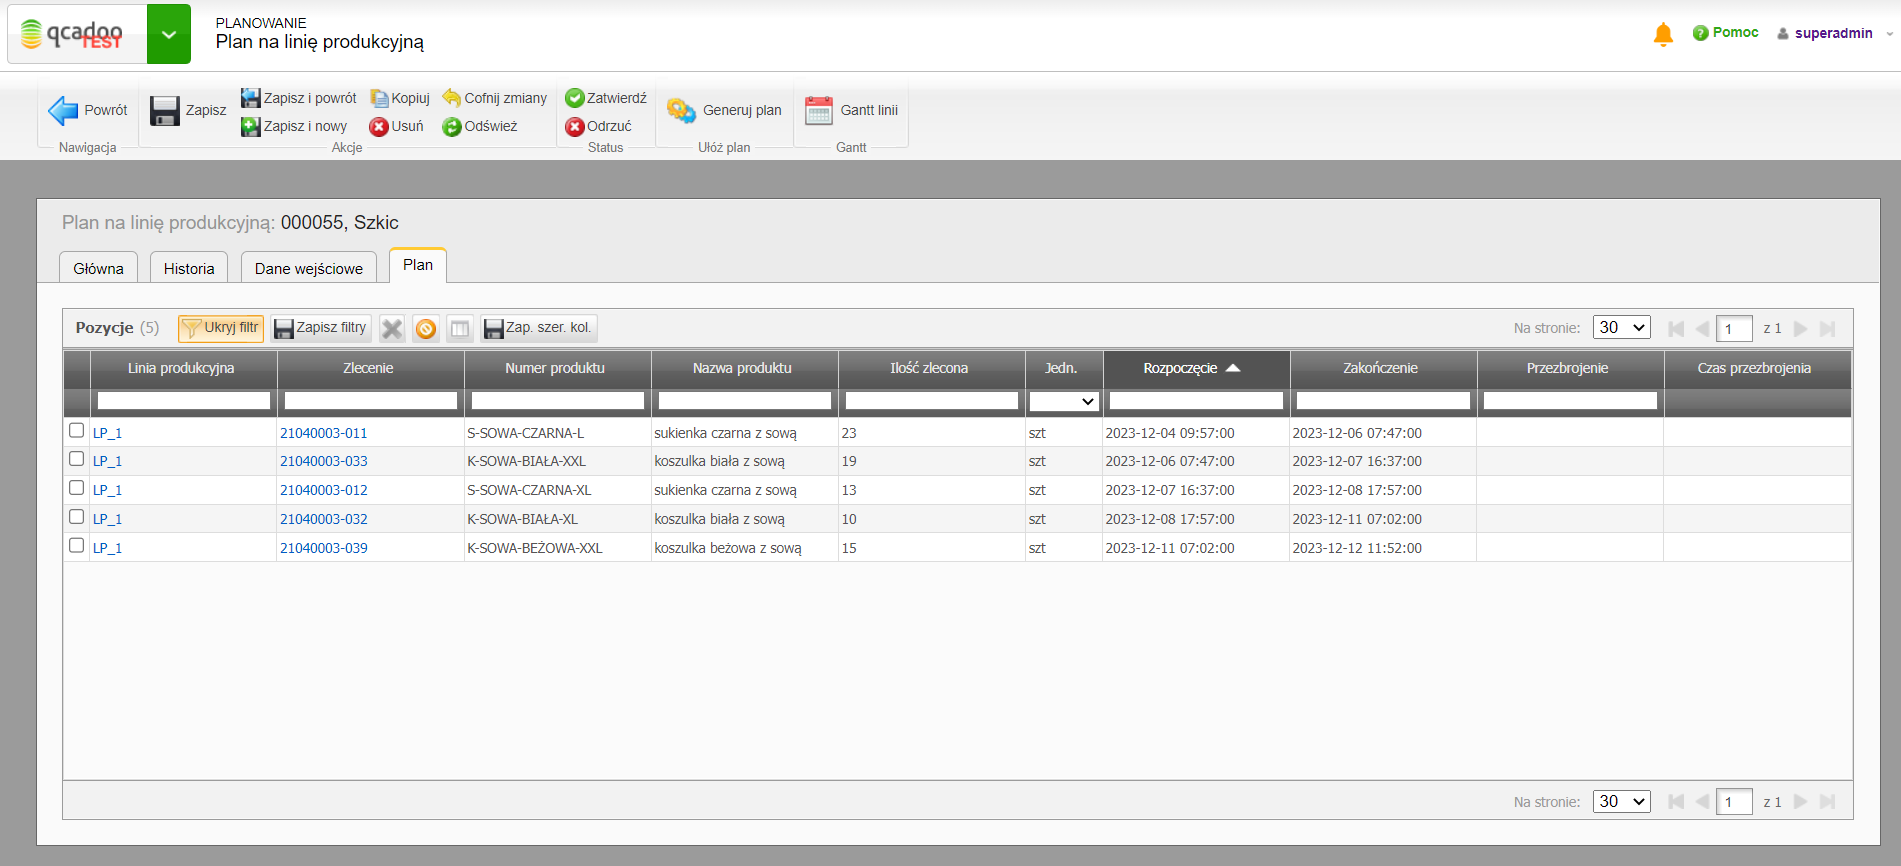 qcadoo
TEST
PLANOWANIE
Plan na linię produkcyjną
Pomoc
superadmin
Powrót
Nawigacja
Zapisz
Zapisz i powrót
Kopiuj
Cofnij zmiany
Zapisz i nowy
Usuń
Odśwież
Akcje
Zatwierdź
Odrzuć
Status
Generuj plan
Ułóż plan
Gantt linii
Gantt
Plan na linię produkcyjną: 000055, Szkic
Główna
Historia
Dane wejściowe
Plan
Pozycje (5)
Ukryj filtr
Zapisz filtry
Zap. szer. kol.
Na stronie: 30 1 z 1
Linia produkcyjna Zlecenie Numer produktu Nazwa produktu Ilość zlecona Jedn. Rozpoczęcie Zakończenie Przezbrojenie Czas przezbrojenia
LP_1 21040003-011 S-SOWA-CZARNA-L sukienka czarna z sową 23 szt 2023-12-04 09:57:00 2023-12-06 07:47:00
LP_1 21040003-033 K-SOWA-BIAŁA-XXL koszulka biała z sową 19 szt 2023-12-06 07:47:00 2023-12-07 16:37:00
LP_1 21040003-012 S-SOWA-CZARNA-XL sukienka czarna z sową 13 szt 2023-12-07 16:37:00 2023-12-08 17:57:00
LP_1 21040003-032 K-SOWA-BIAŁA-XL koszulka biała z sową 10 szt 2023-12-08 17:57:00 2023-12-11 07:02:00
LP_1 21040003-039 K-SOWA-BEŻOWA-XXL koszulka beżowa z sową 15 szt 2023-12-11 07:02:00 2023-12-12 11:52:00
Na stronie: 30 1 z 1